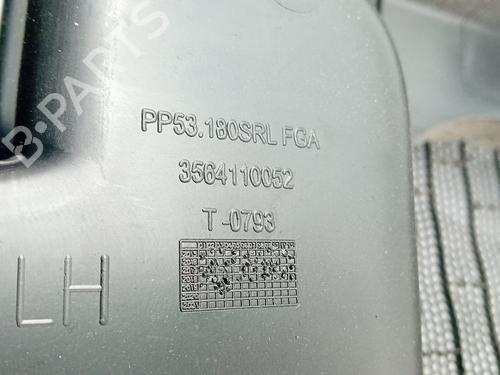 B-PARTS
PP53.180SRL FGA
3564110052
T-0793
LH